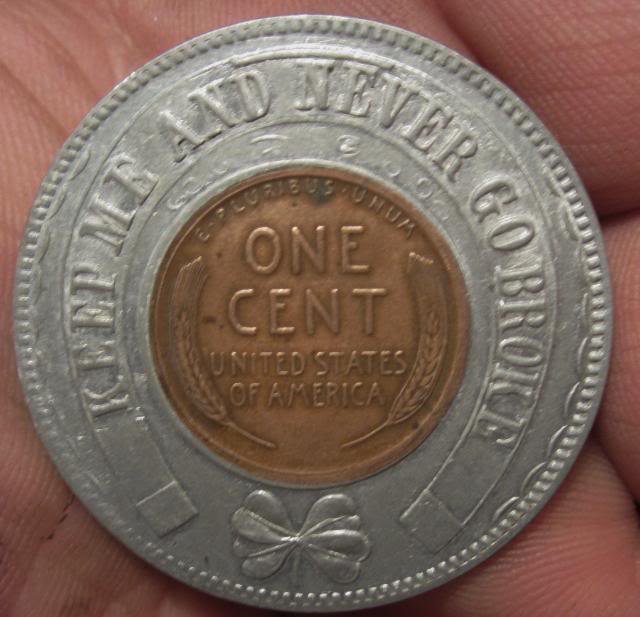 KEEP ME AND NEVER GO BROKE
E·PLURIBUS·UNUM
ONE
CENT
UNITED STATES
OF AMERICA